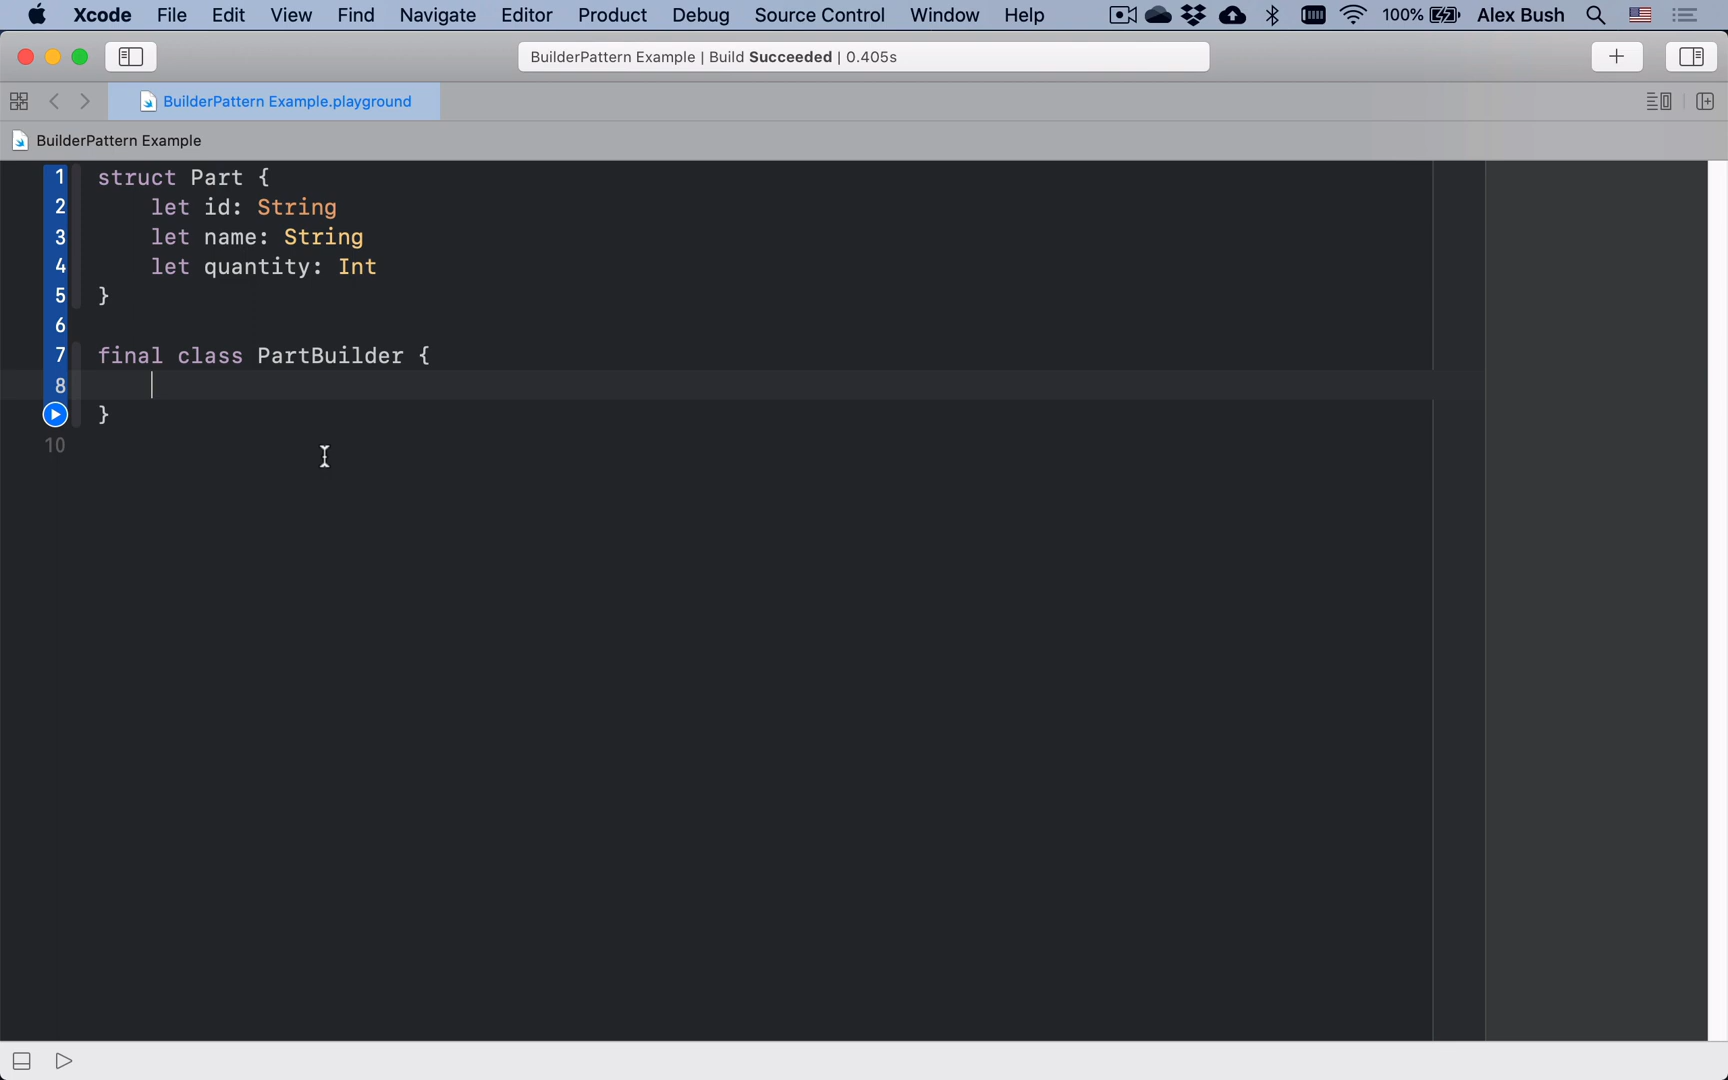 Xcode File Edit View Find Navigate Editor Product Debug Source Control Window Help 100% Alex Bush
BuilderPattern Example | Build Succeeded | 0.405s
BuilderPattern Example.playground
BuilderPattern Example
1 struct Part {
2 let id: String
3 let name: String
4 let quantity: Int
5 }
6
7 final class PartBuilder {
8
}
10